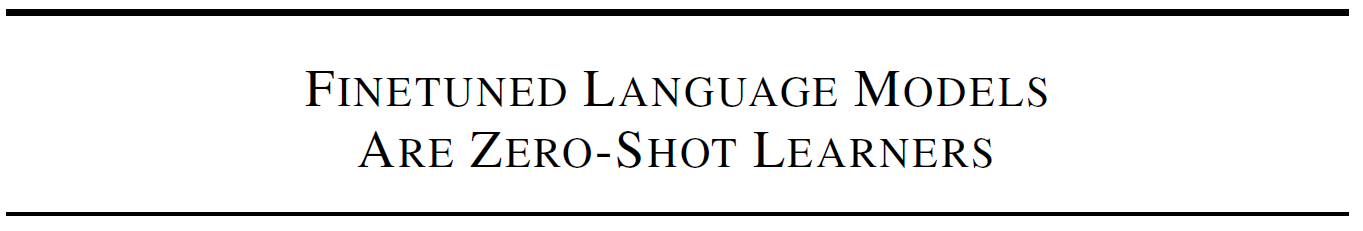 FINETUNED LANGUAGE MODELS
ARE ZERO-SHOT LEARNERS